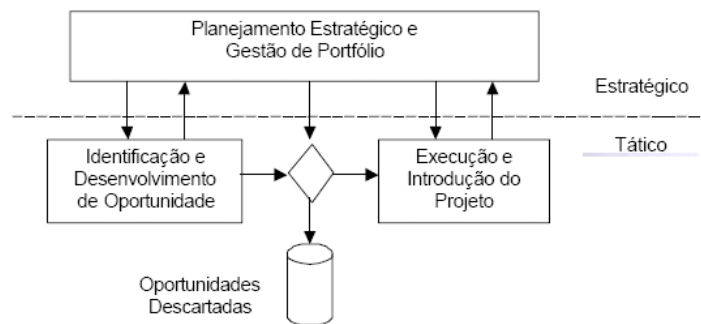 Planejamento Estratégico e
Gestão de Portfólio
Estratégico
Tático
Identificação e
Desenvolvimento
de Oportunidade
Execução e
Introdução do
Projeto
Oportunidades
Descartadas